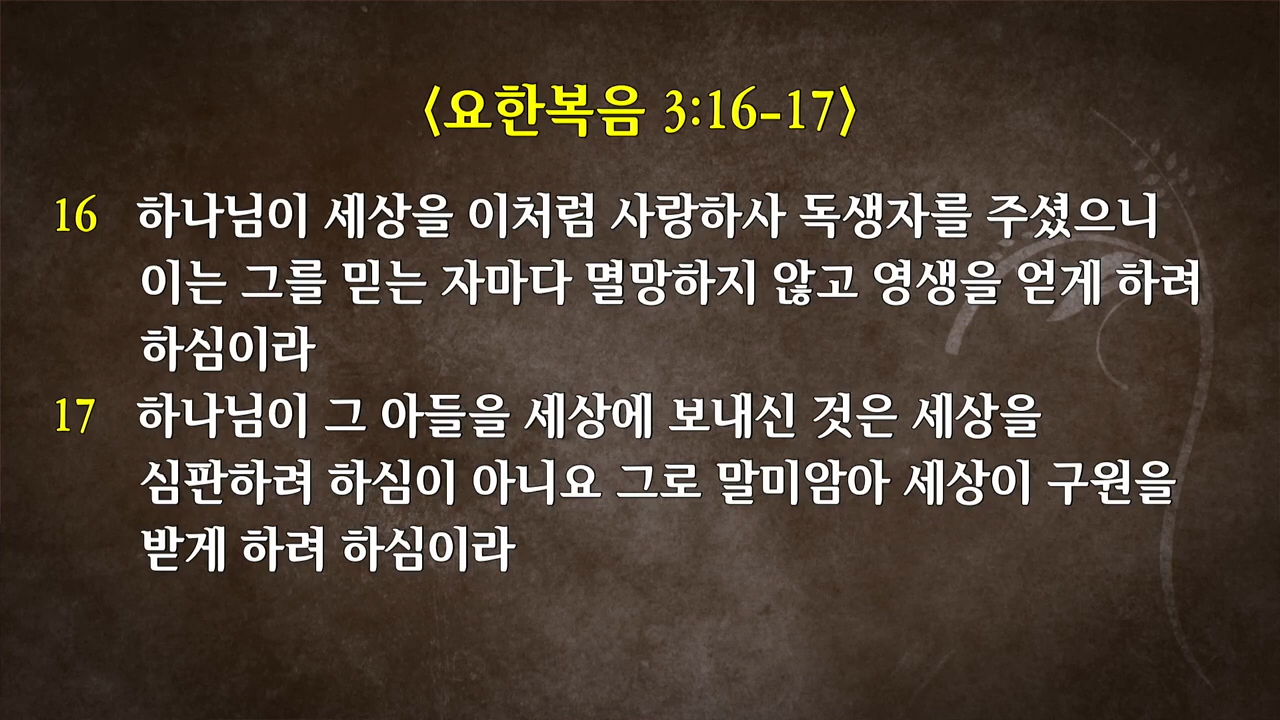 〈요한복음 3:16-17〉
16 하나님이 세상을 이처럼 사랑하사 독생자를 주셨으니
이는 그를 믿는 자마다 멸망하지 않고 영생을 얻게 하려
하심이라
17 하나님이 그 아들을 세상에 보내신 것은 세상을
심판하려 하심이 아니요 그로 말미암아 세상이 구원을
받게 하려 하심이라